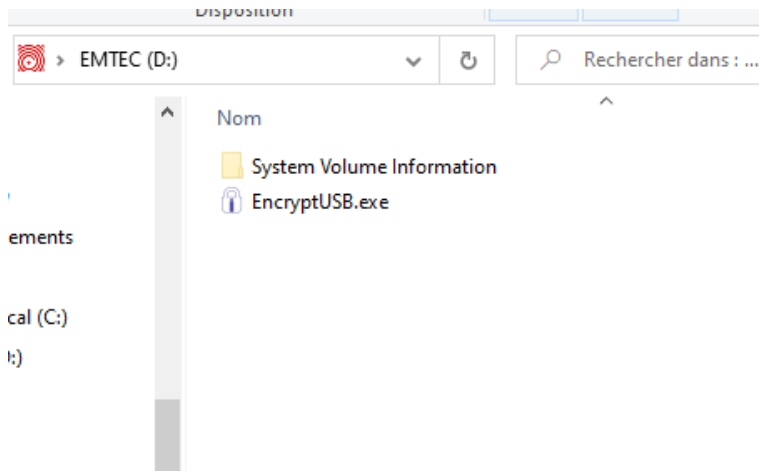 Disposition
EMTEC (D:)
Rechercher dans : ...
Nom
System Volume Information
EncryptUSB.exe
ements
cal (C:)
:)